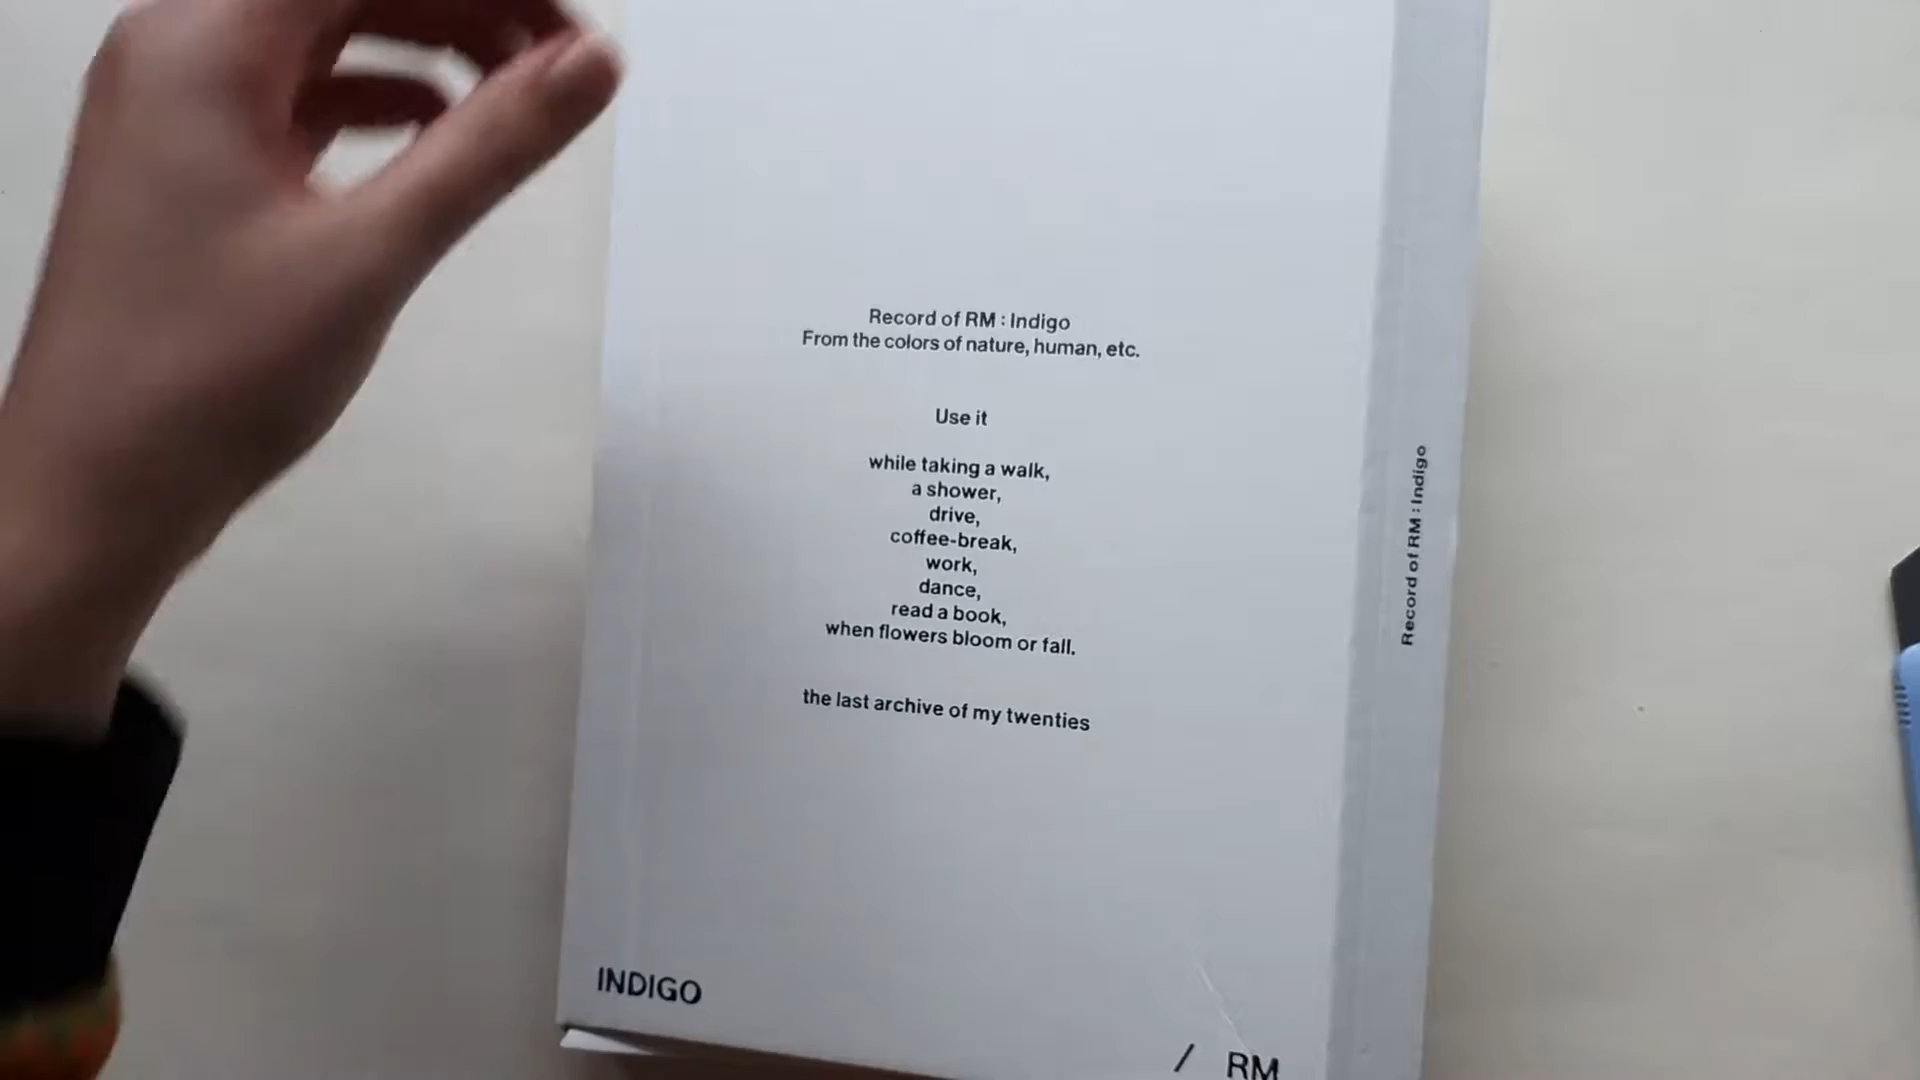 Record of RM : Indigo
From the colors of nature, human, etc.
Use it
while taking a walk,
a shower,
drive,
coffee-break,
work,
dance,
read a book,
when flowers bloom or fall.
the last archive of my twenties
INDIGO
/ RM
Record of RM : Indigo